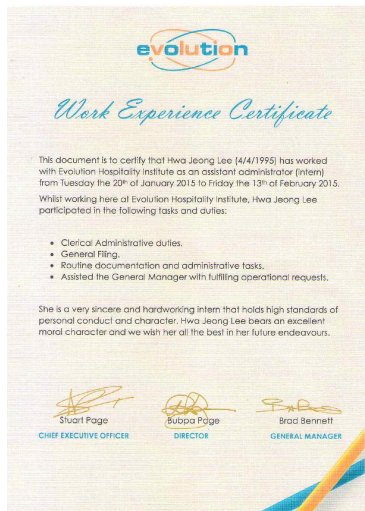 evolution
Work Experience Certificate
This document is to certify that Hwa Jeong Lee (4/4/1995) has worked
with Evolution Hospitality Institute as an assistant administrator (intern)
from Tuesday the 20th of January 2015 to Friday the 13th of February 2015.
Whilst working here at Evolution Hospitality Institute, Hwa Jeong Lee
participated in the following tasks and duties:
• Clerical Administrative duties.
• General Filing.
• Routine documentation and administrative tasks.
• Assisted the General Manager with fulfilling operational requests.
She is a very sincere and hardworking intern that holds high standards of
personal conduct and character. Hwa Jeong Lee bears an excellent
moral character and we wish her all the best in her future endeavours.
Stuart Page Bubpa Page Brad Bennett
CHIEF EXECUTIVE OFFICER DIRECTOR GENERAL MANAGER